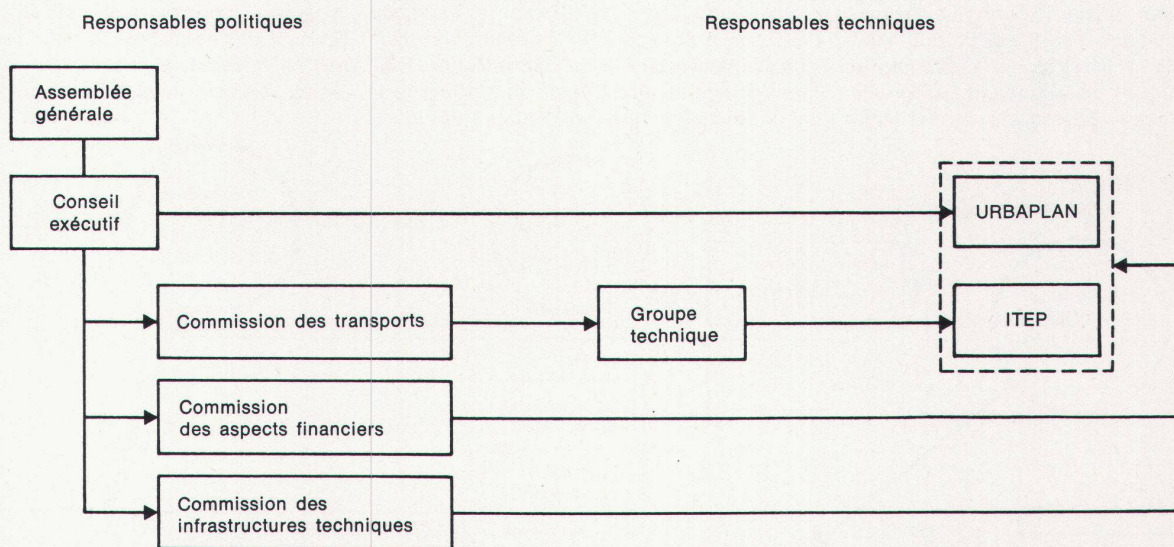 Responsables politiques
Responsables techniques
Assemblée
générale
Conseil
exécutif
URBAPLAN
Commission des transports
Groupe
technique
ITEP
Commission
des aspects financiers
Commission des
infrastructures techniques